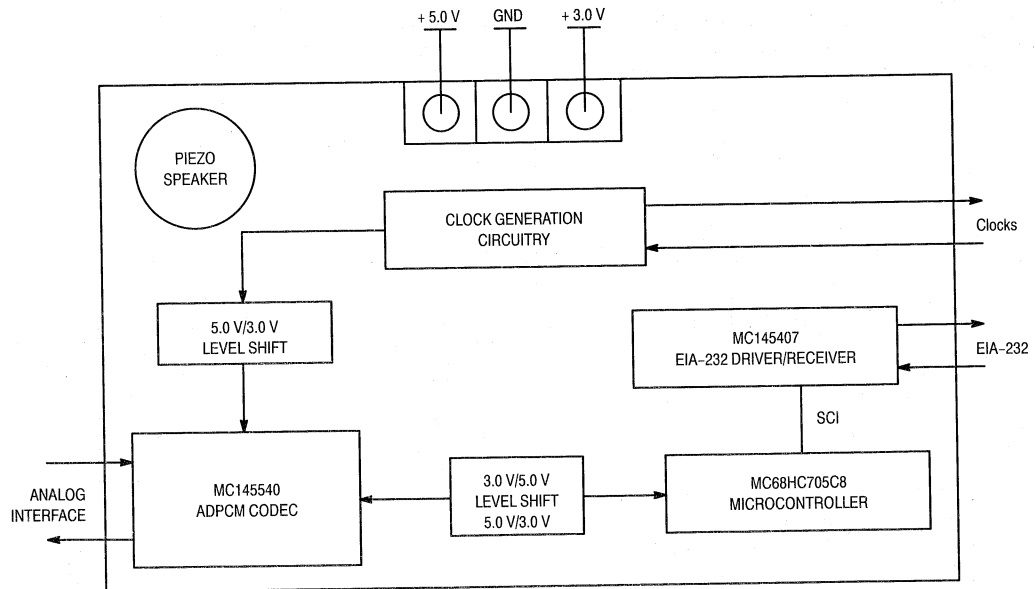 + 5.0 V
GND
+ 3.0 V
PIEZO
SPEAKER
CLOCK GENERATION
CIRCUITRY
Clocks
5.0 V/3.0 V
LEVEL SHIFT
MC145407
EIA–232 DRIVER/RECEIVER
EIA–232
SCI
ANALOG
INTERFACE
MC145540
ADPCM CODEC
3.0 V/5.0 V
LEVEL SHIFT
5.0 V/3.0 V
MC68HC705C8
MICROCONTROLLER